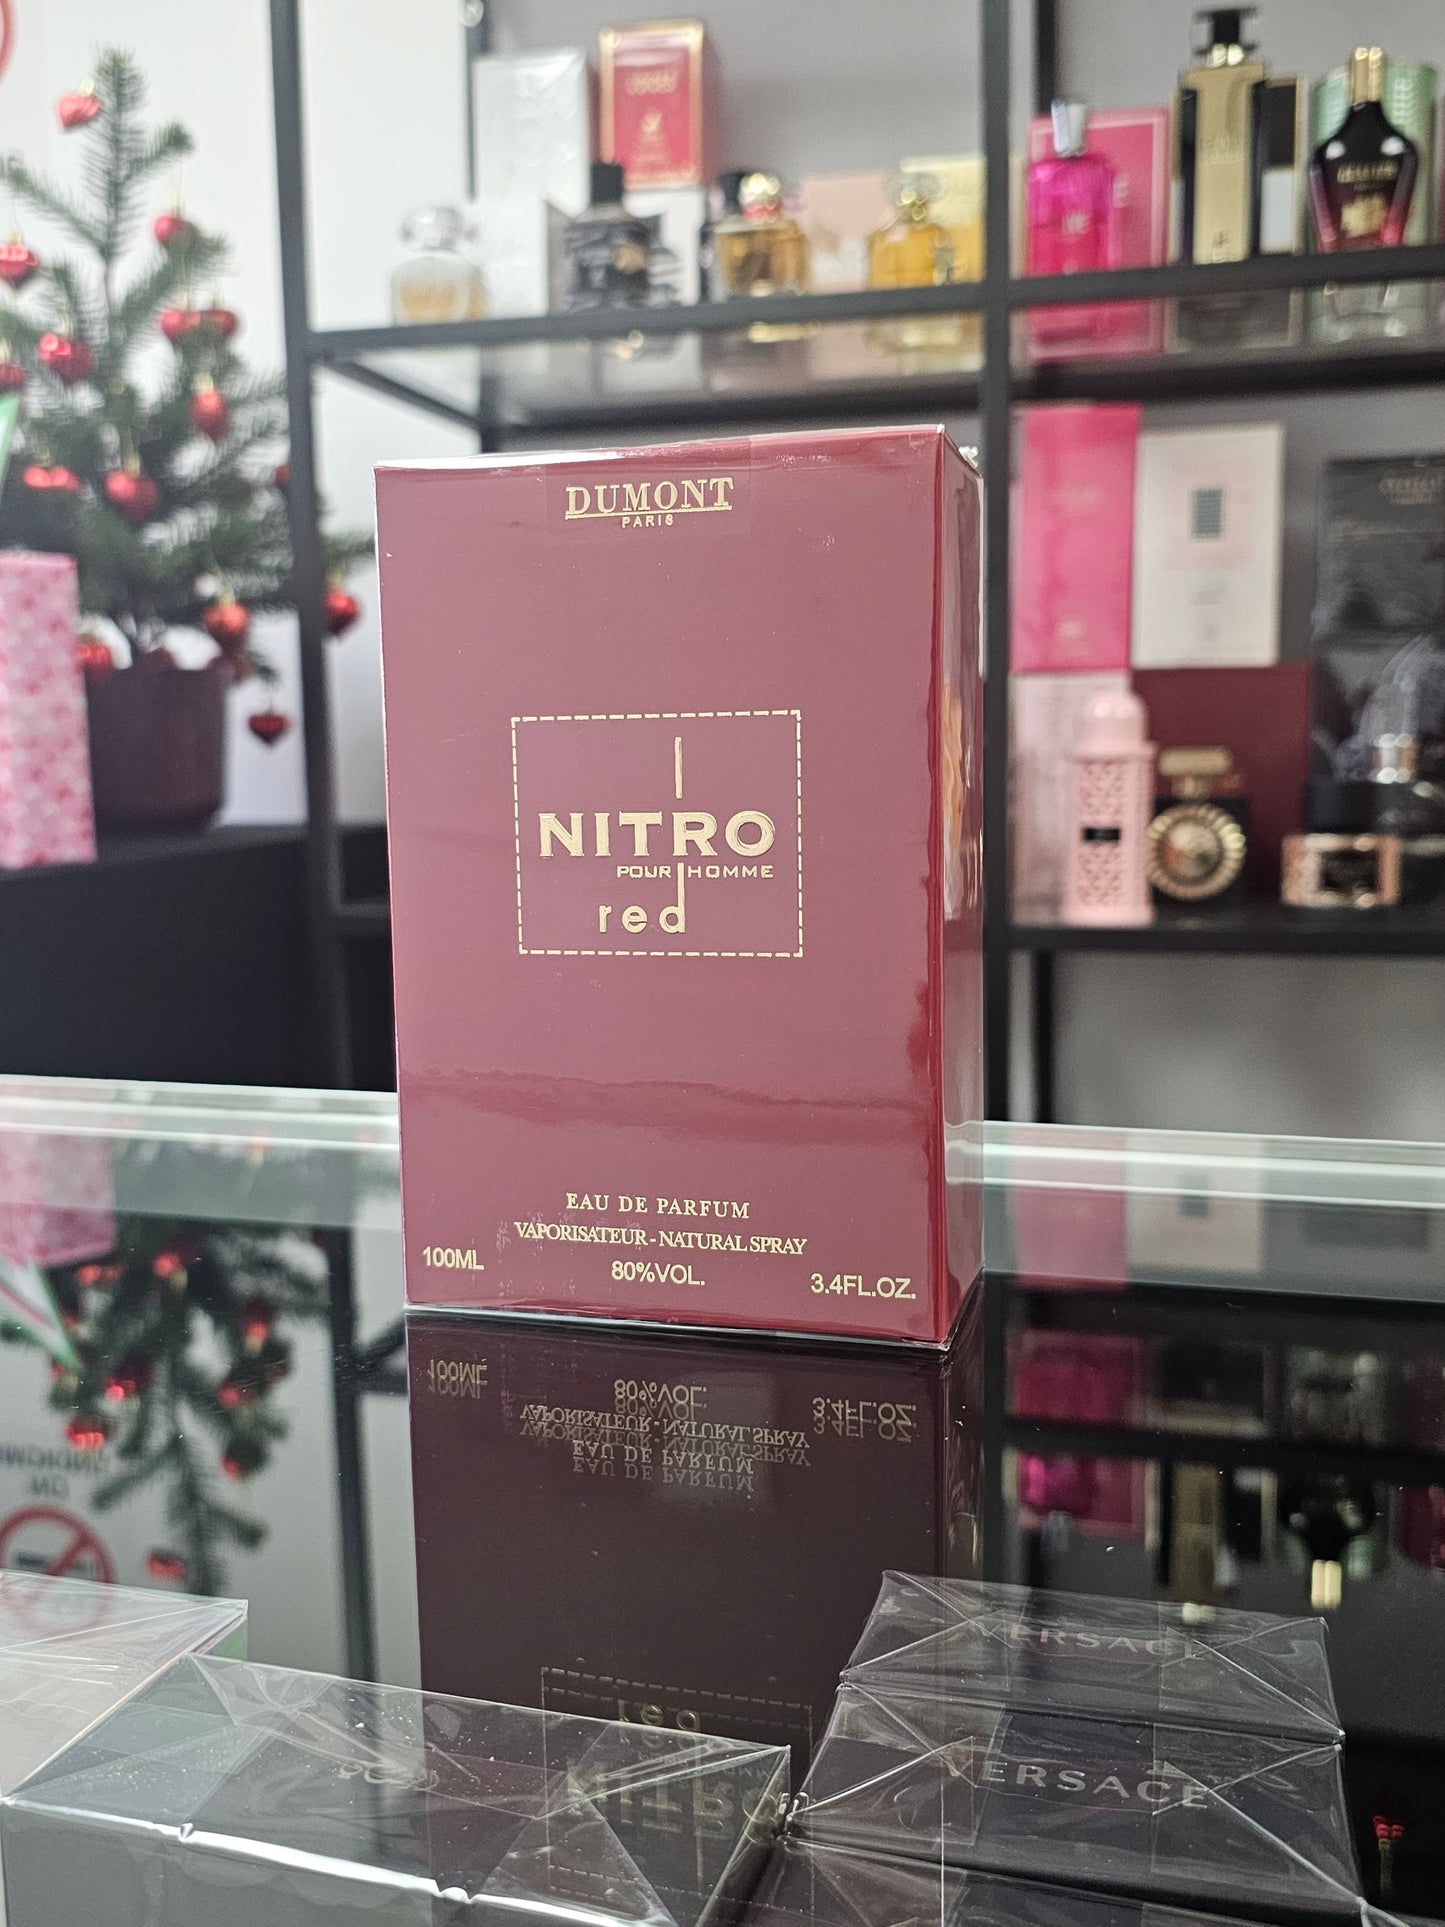 DUMONT
PARIS
NITRO
POUR HOMME
red
EAU DE PARFUM
VAPORISATEUR - NATURAL SPRAY
100ML
80%VOL.
3.4FL.OZ.
VERSACE
VERSACE